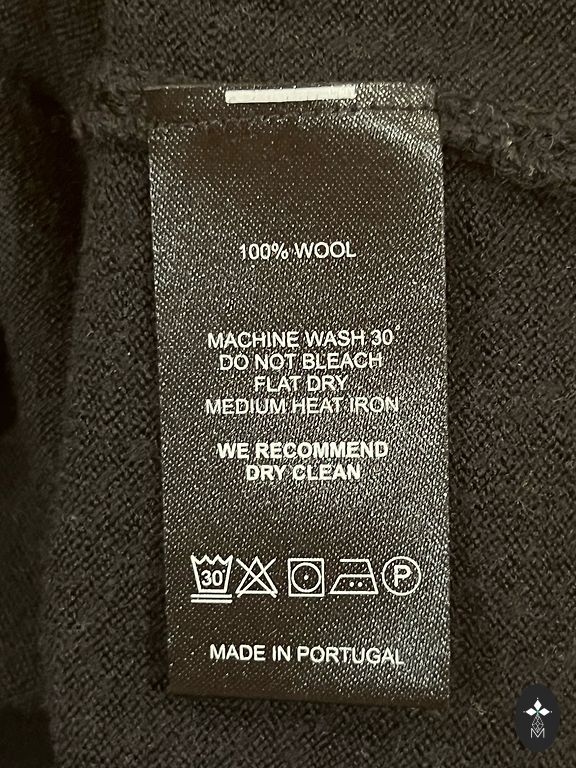 100% WOOL
MACHINE WASH 30°
DO NOT BLEACH
FLAT DRY
MEDIUM HEAT IRON
WE RECOMMEND
DRY CLEAN
30° P
MADE IN PORTUGAL
M